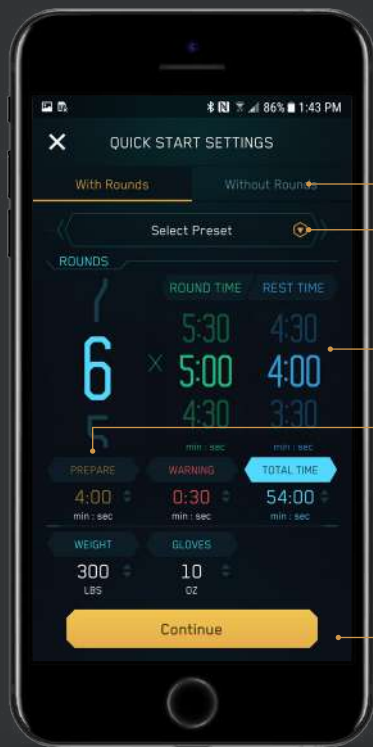 86% 1:43 PM
QUICK START SETTINGS
With Rounds Without Rounds
Select Preset
ROUNDS
ROUND TIME REST TIME
7
5:30 4:30
6 × 5:00 4:00
4:30 3:30
5
min : sec min : sec
PREPARE WARNING TOTAL TIME
4:00 0:30 54:00
min : sec min : sec min : sec
WEIGHT GLOVES
300 10
LBS OZ
Continue